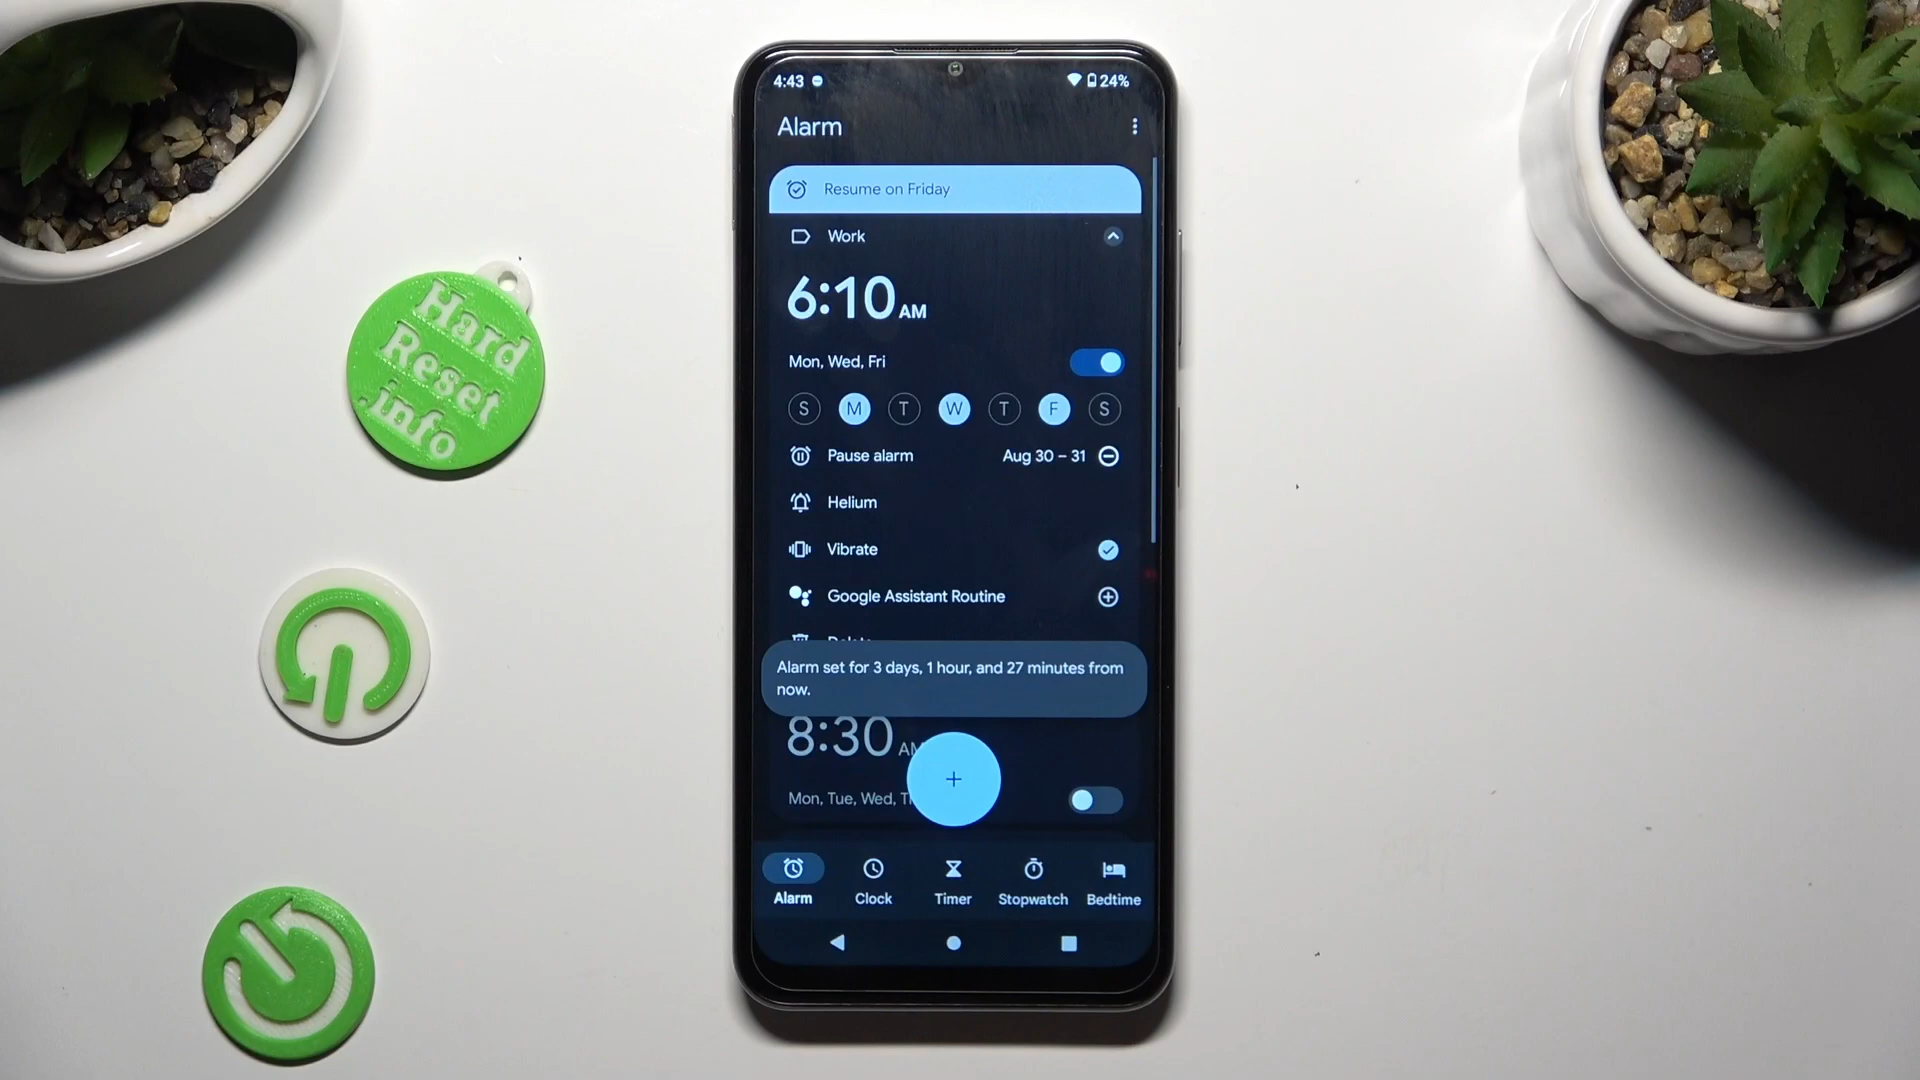 4:43
24%
Alarm
Resume on Friday
Work
6:10 AM
Mon, Wed, Fri
S M T W T F S
Pause alarm Aug 30 – 31
Helium
Vibrate
Google Assistant Routine
Alarm set for 3 days, 1 hour, and 27 minutes from
now.
8:30 AM
Mon, Tue, Wed,
Alarm Clock Timer Stopwatch Bedtime
Hard
Reset
.info